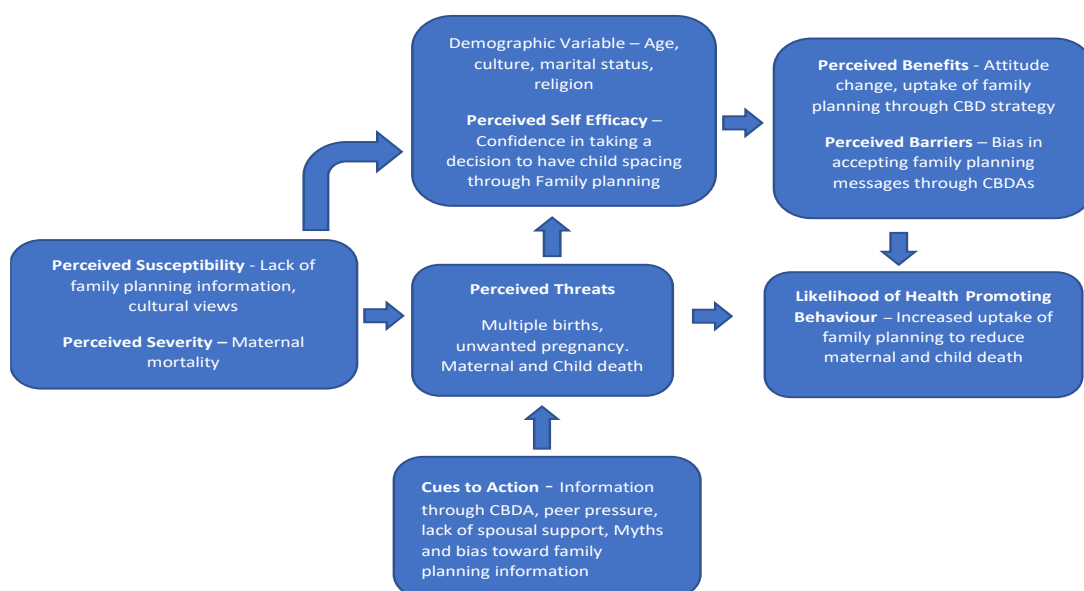 Demographic Variable – Age,
culture, marital status,
religion
Perceived Self Efficacy –
Confidence in taking a
decision to have child spacing
through Family planning
Perceived Benefits - Attitude
change, uptake of family
planning through CBD strategy
Perceived Barriers – Bias in
accepting family planning
messages through CBDAs
Perceived Susceptibility - Lack of
family planning information,
cultural views
Perceived Severity – Maternal
mortality
Perceived Threats
Multiple births,
unwanted pregnancy.
Maternal and Child death
Likelihood of Health Promoting
Behaviour – Increased uptake of
family planning to reduce
maternal and child death
Cues to Action - Information
through CBDA, peer pressure,
lack of spousal support, Myths
and bias toward family
planning information